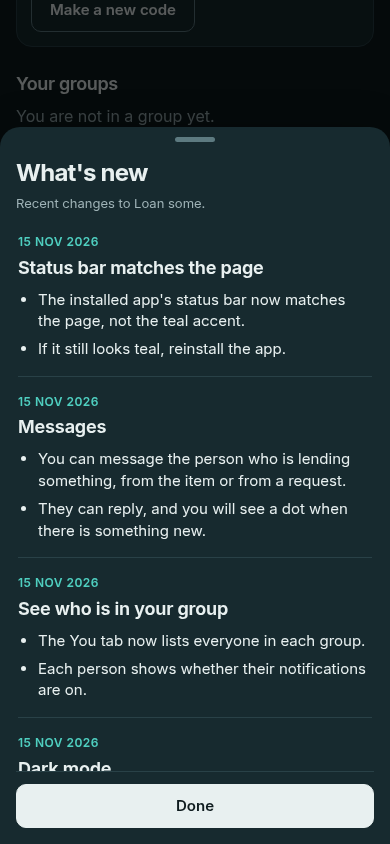 Make a new code
Your groups
You are not in a group yet.
What's new
Recent changes to Loan some.
15 NOV 2026
Status bar matches the page
• The installed app's status bar now matches
the page, not the teal accent.
• If it still looks teal, reinstall the app.
15 NOV 2026
Messages
• You can message the person who is lending
something, from the item or from a request.
• They can reply, and you will see a dot when
there is something new.
15 NOV 2026
See who is in your group
• The You tab now lists everyone in each group.
• Each person shows whether their notifications
are on.
15 NOV 2026
Dark mode
Done